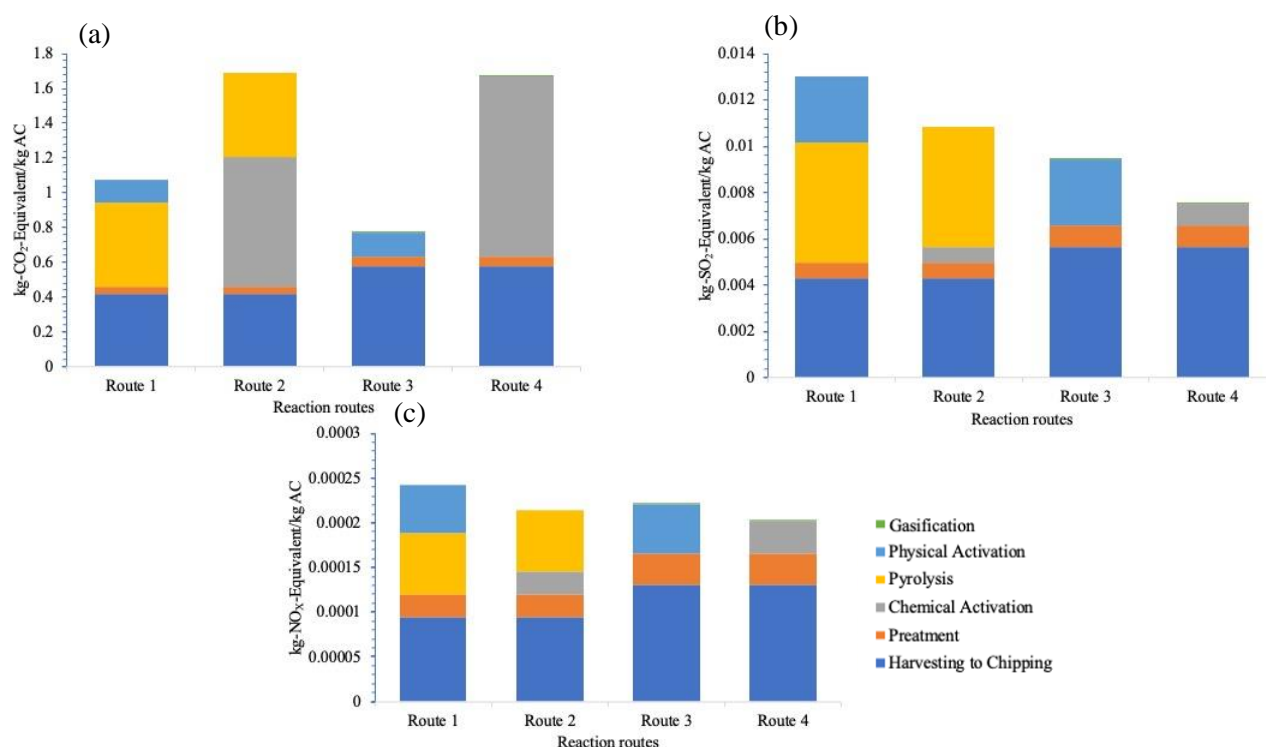 (a)
1.8
1.6
1.4
1.2
1
0.8
0.6
0.4
0.2
0
kg-CO₂-Equivalent/kg AC
Route 1 Route 2 Route 3 Route 4
Reaction routes
(b)
0.014
0.012
0.01
0.008
0.006
0.004
0.002
0
kg-SO₂-Equivalent/kg AC
Route 1 Route 2 Route 3 Route 4
Reaction routes
(c)
0.0003
0.00025
0.0002
0.00015
0.0001
0.00005
0
kg-NOₓ-Equivalent/kg AC
Route 1 Route 2 Route 3 Route 4
Reaction routes
Gasification
Physical Activation
Pyrolysis
Chemical Activation
Preatment
Harvesting to Chipping